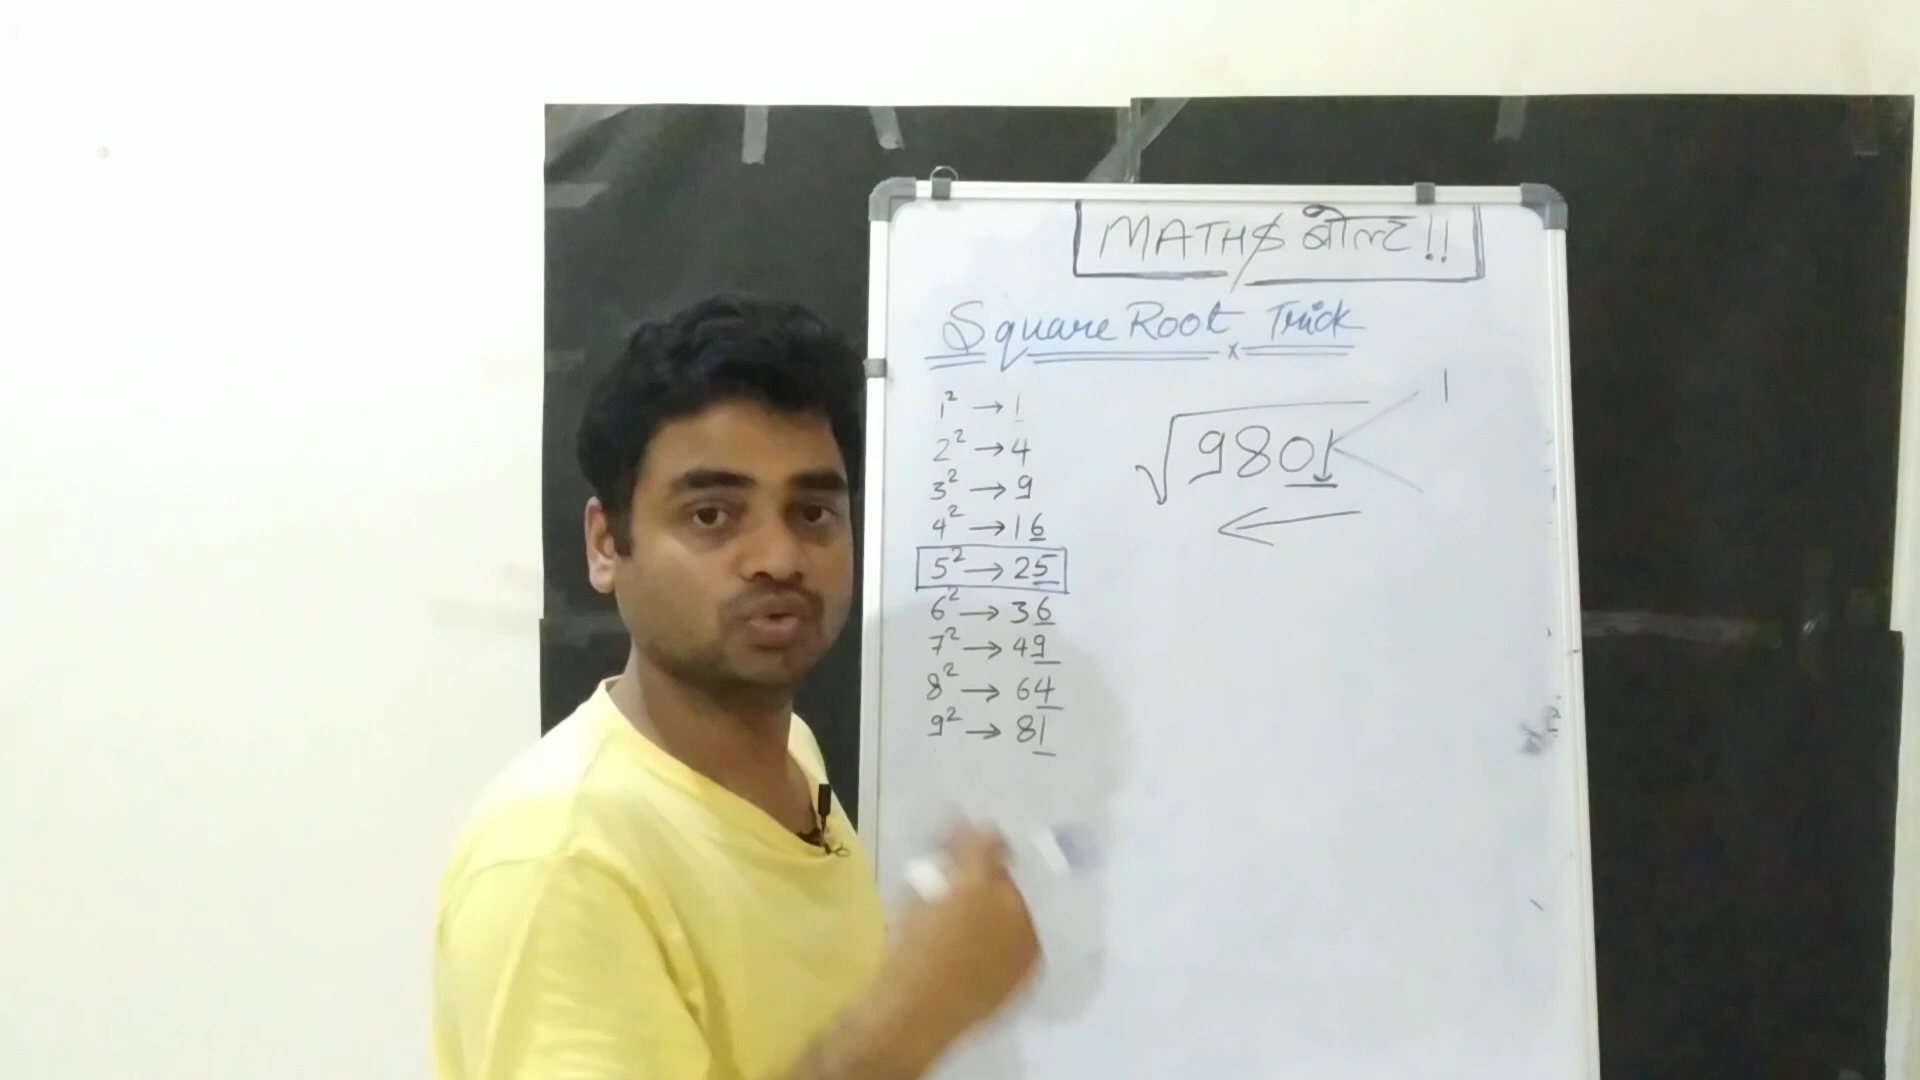 MATHS बोल्ट !!
Square Root Trick
1² → 1
2² → 4
3² → 9
4² → 16
5² → 25
6² → 36
7² → 49
8² → 64
9² → 81
√9801
1